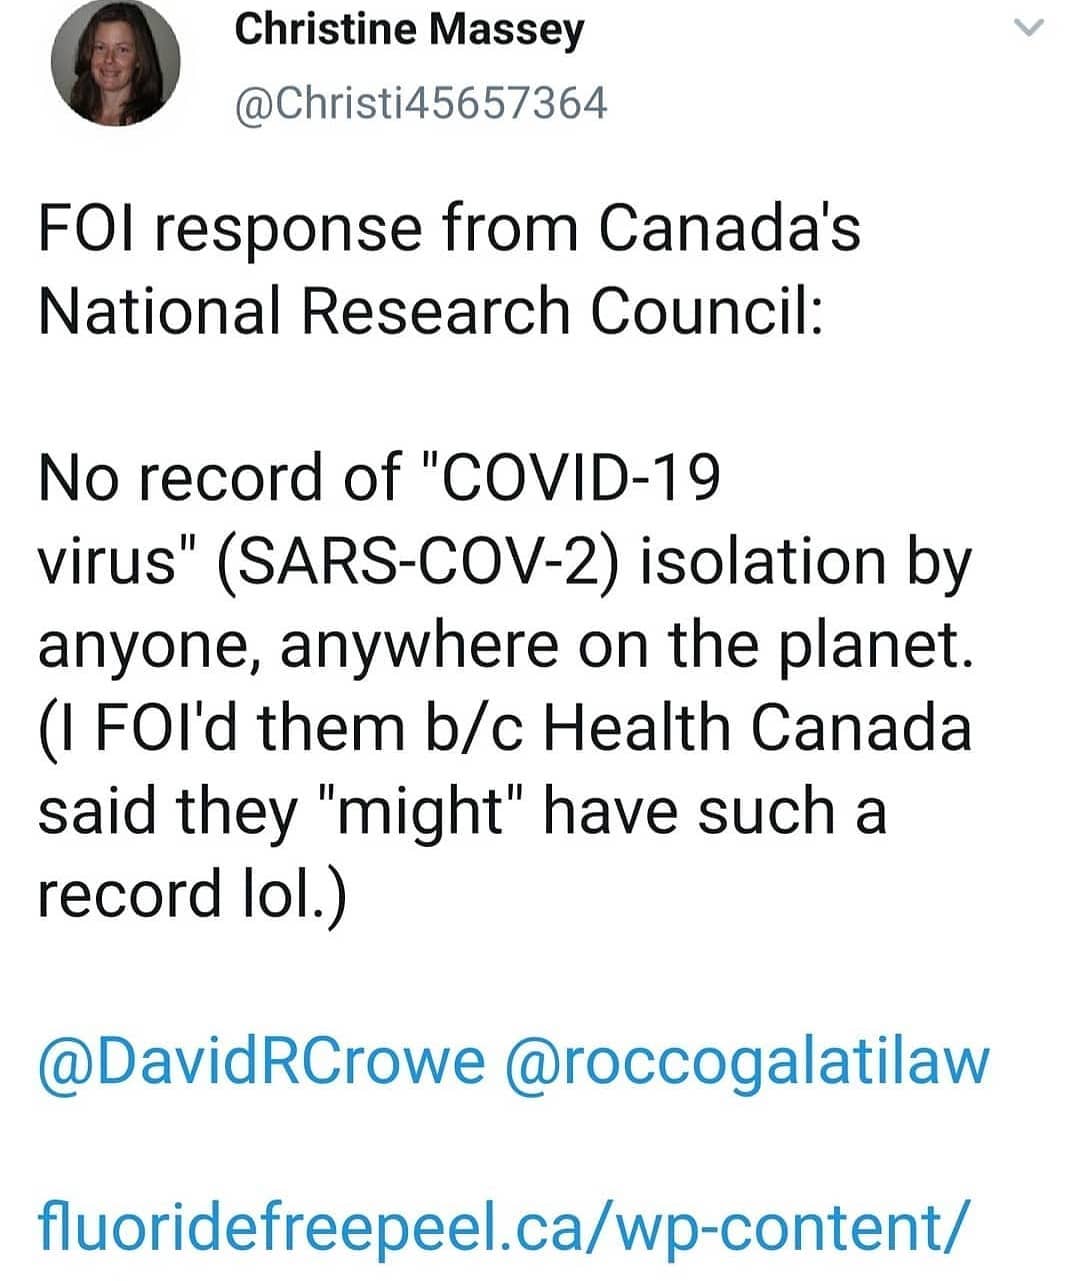 Christine Massey
@Christi45657364
FOI response from Canada's
National Research Council:
No record of "COVID-19
virus" (SARS-COV-2) isolation by
anyone, anywhere on the planet.
(I FOI'd them b/c Health Canada
said they "might" have such a
record lol.)
@DavidRCrowe @roccogalatilaw
fluoridefreepeel.ca/wp-content/